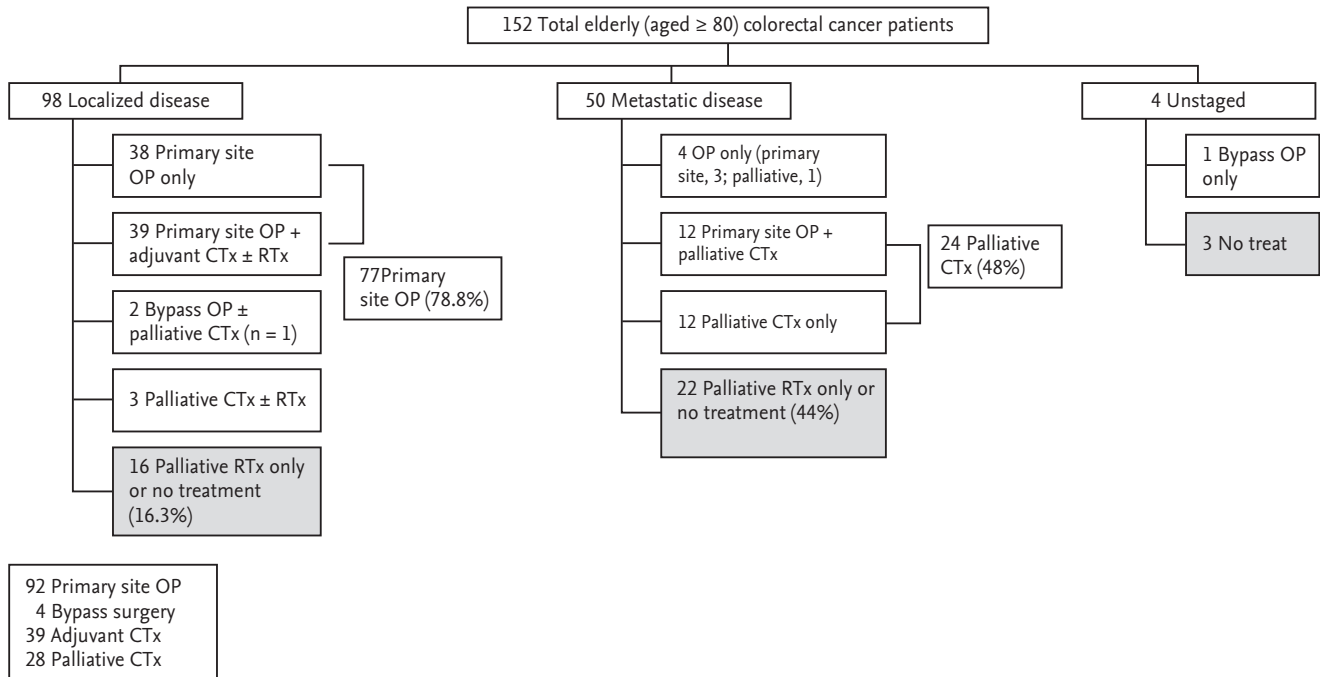 152 Total elderly (aged ≥ 80) colorectal cancer patients
98 Localized disease
38 Primary site
OP only
39 Primary site OP +
adjuvant CTx ± RTx
77Primary
site OP (78.8%)
2 Bypass OP ±
palliative CTx (n = 1)
3 Palliative CTx ± RTx
16 Palliative RTx only
or no treatment
(16.3%)
50 Metastatic disease
4 OP only (primary
site, 3; palliative, 1)
12 Primary site OP +
palliative CTx
24 Palliative
CTx (48%)
12 Palliative CTx only
22 Palliative RTx only or
no treatment (44%)
4 Unstaged
1 Bypass OP
only
3 No treat
92 Primary site OP
4 Bypass surgery
39 Adjuvant CTx
28 Palliative CTx